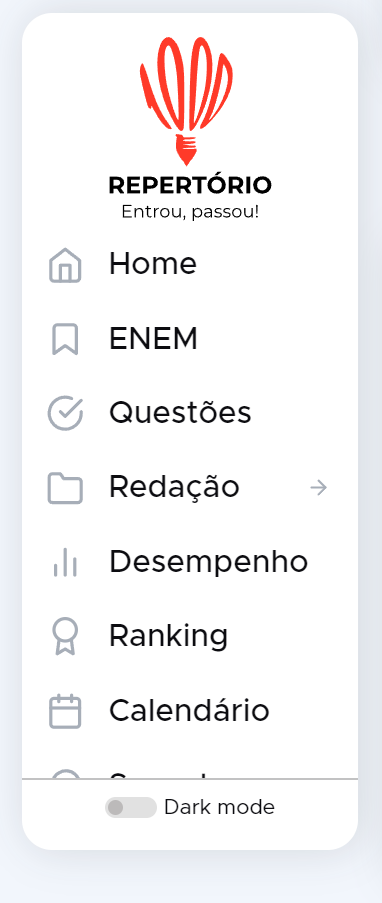 REPERTÓRIO
Entrou, passou!
Home
ENEM
Questões
Redação
Desempenho
Ranking
Calendário
Dark mode